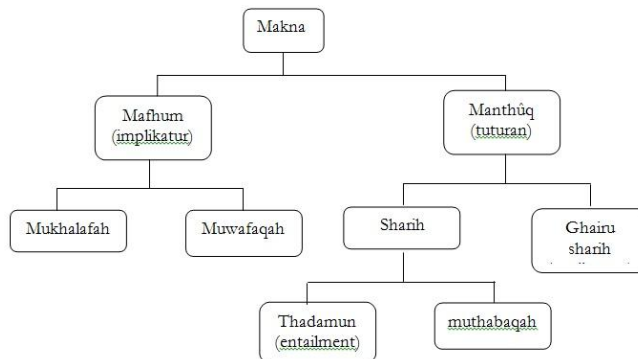 Makna
Mafhum
(implikatur)
Manthûq
(tuturan)
Mukhalafah
Muwafaqah
Sharih
Ghairu
sharih
Thadamun
(entailment)
muthabaqah